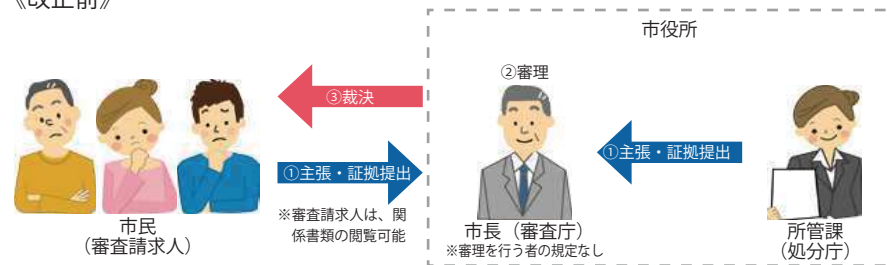 《改正前》
市役所
②審理
③裁決
①主張・証拠提出
①主張・証拠提出
※審査請求人は、関
係書類の閲覧可能
市民
（審査請求人）
市長（審査庁）
※審理を行う者の規定なし
所管課
（処分庁）